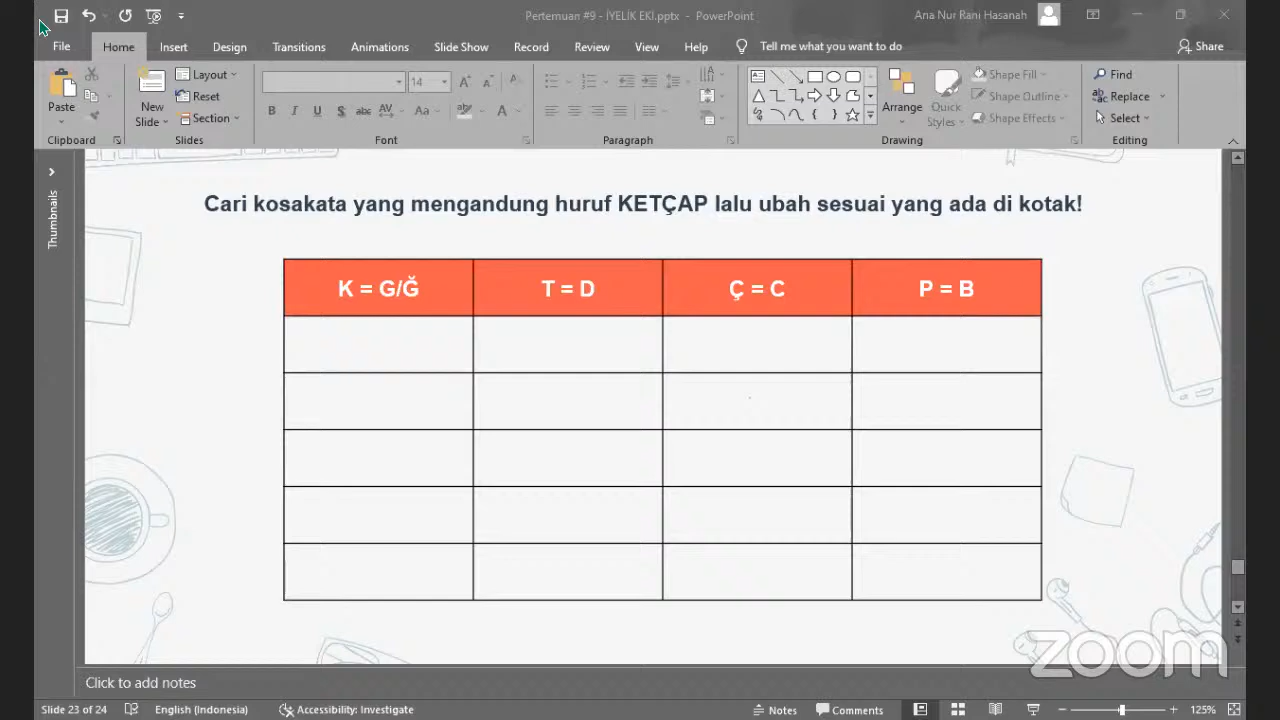 Pertemuan #9 - İYELİK EKİ.pptx - PowerPoint
Ana Nur Rani Hasanah
File Home Insert Design Transitions Animations Slide Show Record Review View Help Tell me what you want to do Share
Paste
Clipboard
New Slide
Layout
Reset
Section
Slides
14
B I U S abc AV Aa A
Font
Paragraph
Arrange
Quick Styles
Shape Fill
Shape Outline
Shape Effects
Drawing
Find
Replace
Select
Editing
Thumbnails
Cari kosakata yang mengandung huruf KETÇAP lalu ubah sesuai yang ada di kotak!
K = G/Ğ T = D Ç = C P = B
zoom
Click to add notes
Slide 23 of 24 English (Indonesia) Accessibility: Investigate Notes Comments 125%